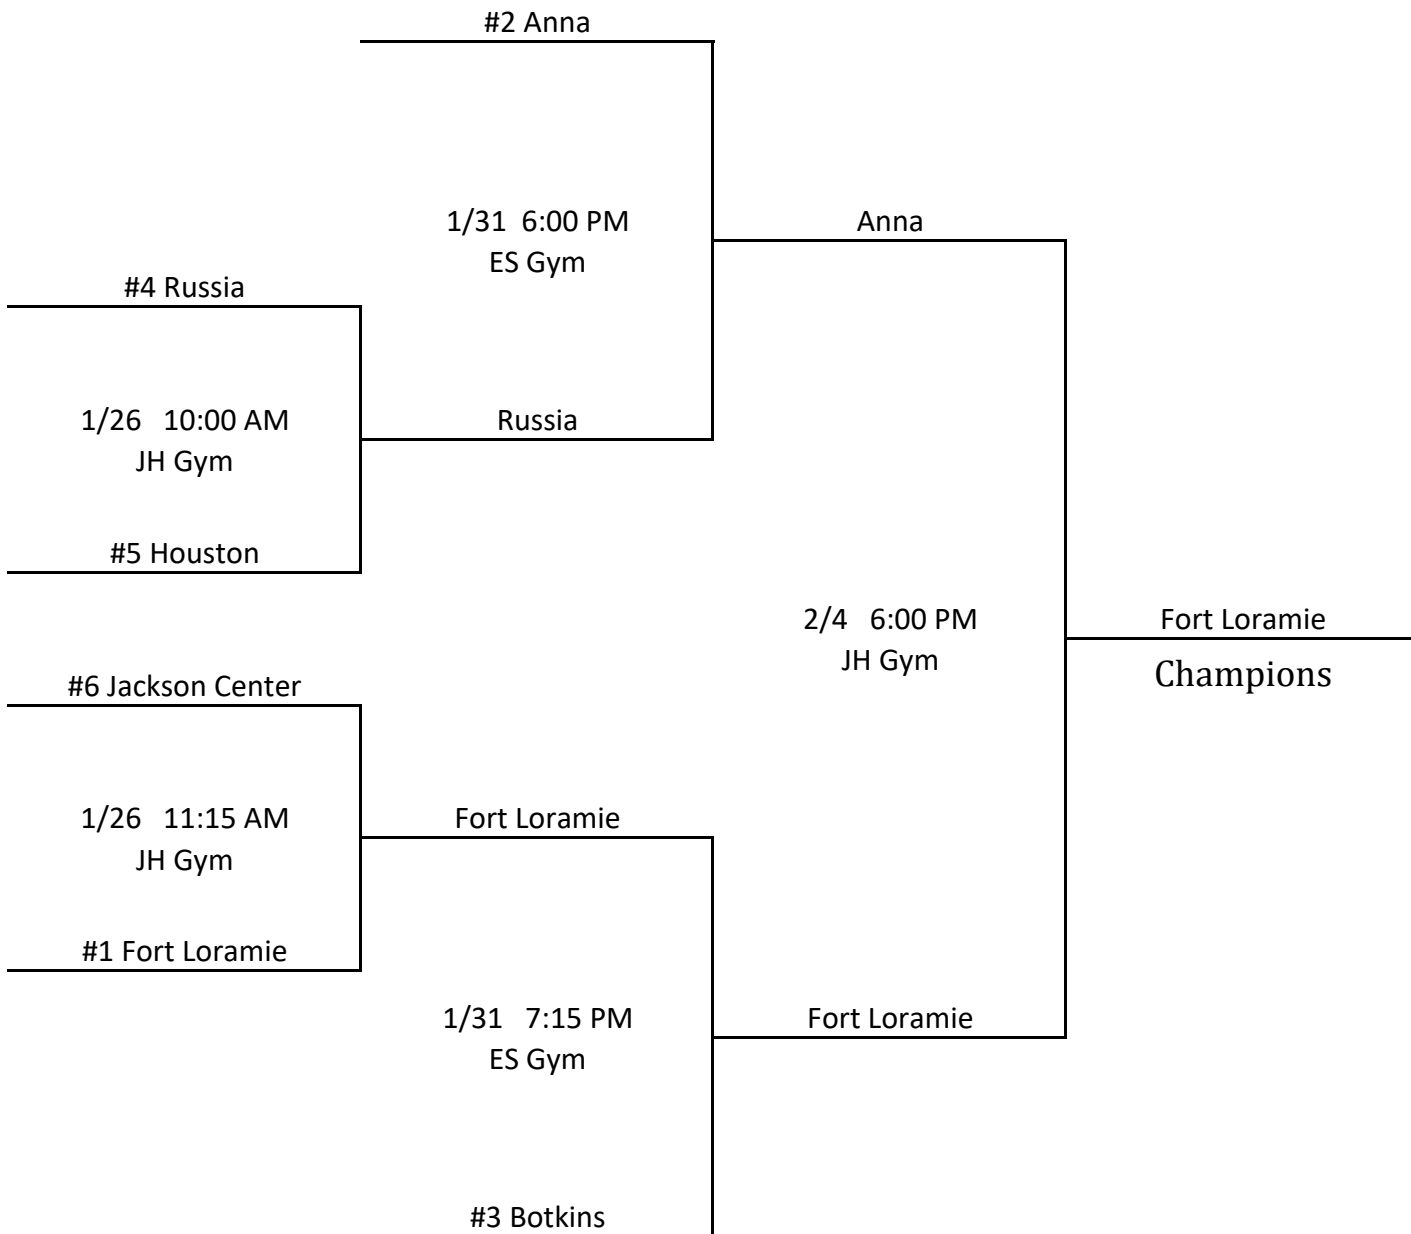 #2 Anna
1/31  6:00 PM
ES Gym
Anna
#4 Russia
1/26   10:00 AM
JH Gym
Russia
#5 Houston
2/4   6:00 PM
JH Gym
Fort Loramie
Champions
#6 Jackson Center
1/26   11:15 AM
JH Gym
Fort Loramie
#1 Fort Loramie
1/31   7:15 PM
ES Gym
Fort Loramie
#3 Botkins